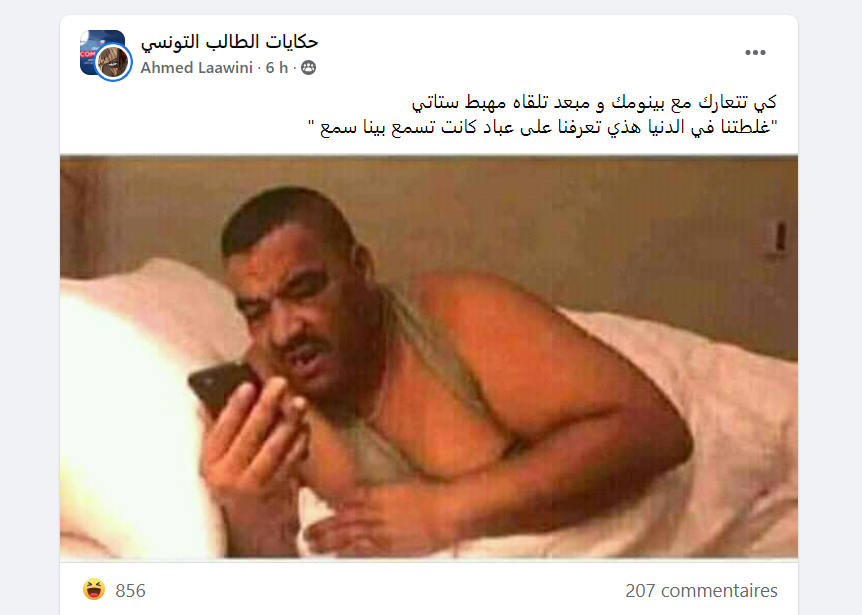 حكايات الطالب التونسي
Ahmed Laawini · 6 h ·
كي تتعارك مع بينومك و مبعد تلقاه مهبط ستاتي
"غلطتنا في الدنيا هذي تعرفنا على عباد كانت تسمع بينا سمع "
856
207 commentaires